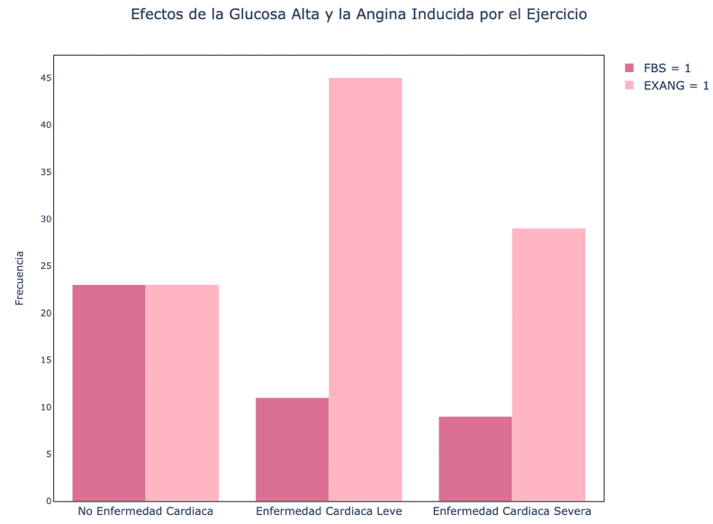 Efectos de la Glucosa Alta y la Angina Inducida por el Ejercicio
FBS = 1
EXANG = 1
Frecuencia
45
40
35
30
25
20
15
10
5
0
No Enfermedad Cardiaca
Enfermedad Cardiaca Leve
Enfermedad Cardiaca Severa